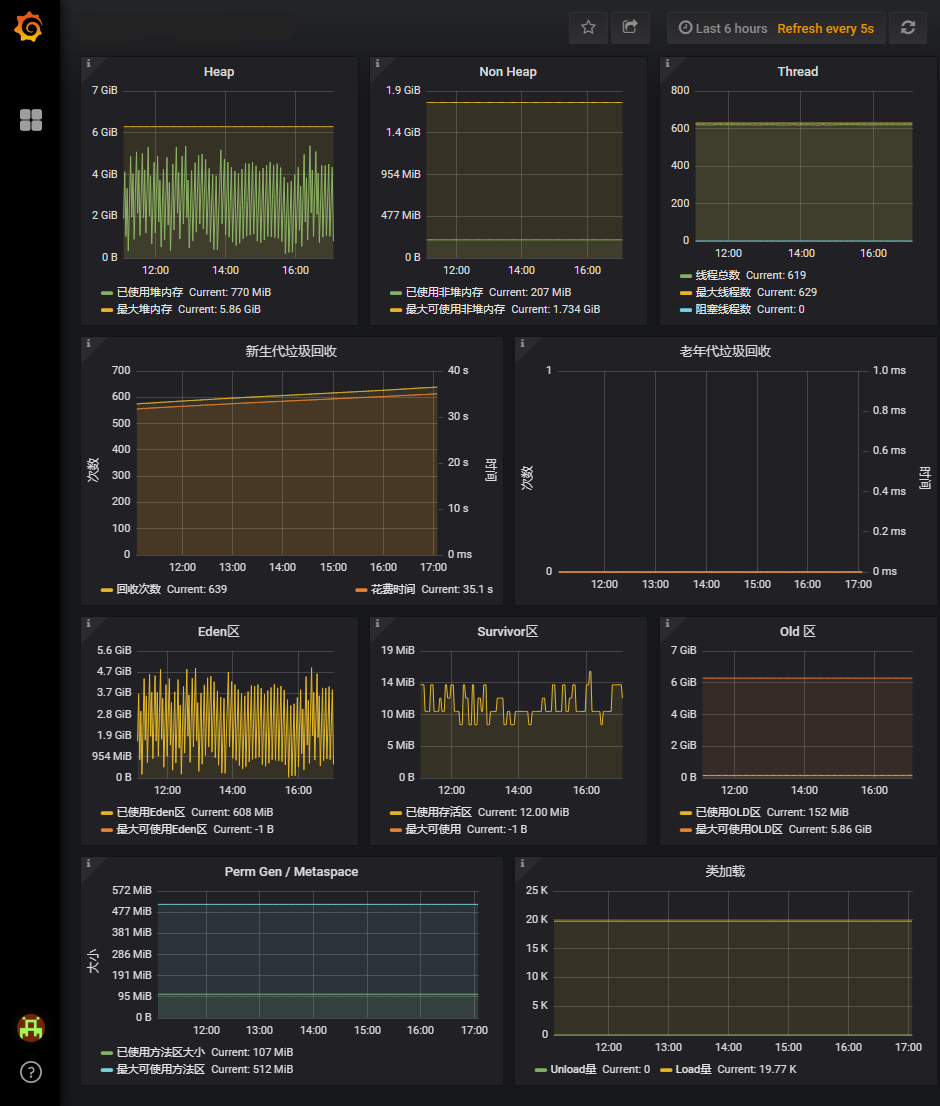 Last 6 hours Refresh every 5s
Heap
7 GiB
6 GiB
4 GiB
2 GiB
0 B
12:00 14:00 16:00
已使用堆内存 Current: 770 MiB
最大堆内存 Current: 5.86 GiB
Non Heap
1.9 GiB
1.4 GiB
954 MiB
477 MiB
0 B
12:00 14:00 16:00
已使用非堆内存 Current: 207 MiB
最大可使用非堆内存 Current: 1.734 GiB
Thread
800
600
400
200
0
12:00 14:00 16:00
线程总数 Current: 619
最大线程数 Current: 629
阻塞线程数 Current: 0
新生代垃圾回收
700 40 s
600
500 30 s
400
300 20 s
200
100 10 s
0 0 ms
次数
时间
12:00 13:00 14:00 15:00 16:00 17:00
回收次数 Current: 639 花费时间 Current: 35.1 s
老年代垃圾回收
1 1.0 ms
0.8 ms
0.6 ms
0.4 ms
0.2 ms
0 0 ms
次数
时间
12:00 13:00 14:00 15:00 16:00 17:00
Eden区
5.6 GiB
4.7 GiB
3.7 GiB
2.8 GiB
1.9 GiB
954 MiB
0 B
12:00 14:00 16:00
已使用Eden区 Current: 608 MiB
最大可使用Eden区 Current: -1 B
Survivor区
19 MiB
14 MiB
10 MiB
5 MiB
0 B
12:00 14:00 16:00
已使用存活区 Current: 12.00 MiB
最大可使用 Current: -1 B
Old 区
7 GiB
6 GiB
4 GiB
2 GiB
0 B
12:00 14:00 16:00
已使用OLD区 Current: 152 MiB
最大可使用OLD区 Current: 5.86 GiB
Perm Gen / Metaspace
572 MiB
477 MiB
381 MiB
286 MiB
191 MiB
95 MiB
0 B
大小
12:00 13:00 14:00 15:00 16:00 17:00
已使用方法区大小 Current: 107 MiB
最大可使用方法区 Current: 512 MiB
类加载
25 K
20 K
15 K
10 K
5 K
0
12:00 13:00 14:00 15:00 16:00 17:00
Unload量 Current: 0 Load量 Current: 19.77 K